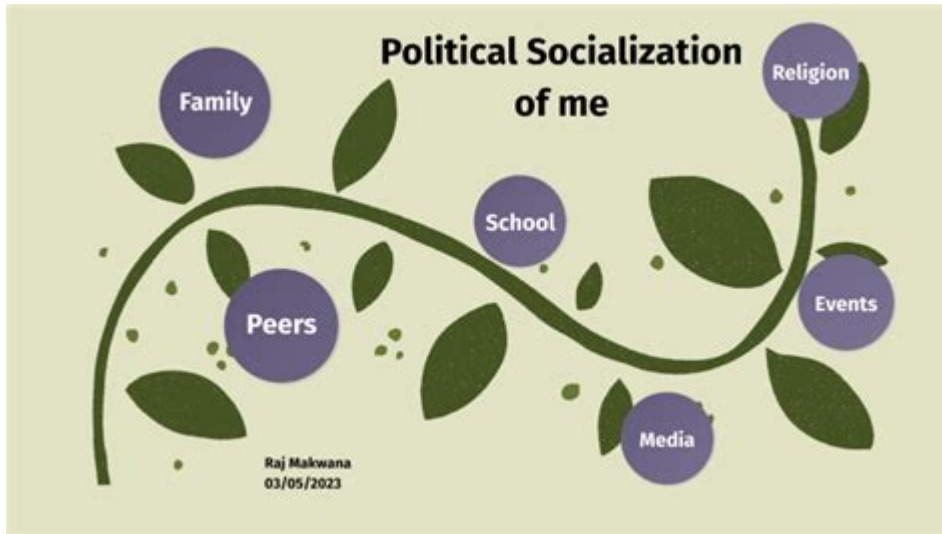 Political Socialization
of me
Religion
Family
School
Events
Peers
Media
Raj Makwana
03/05/2023